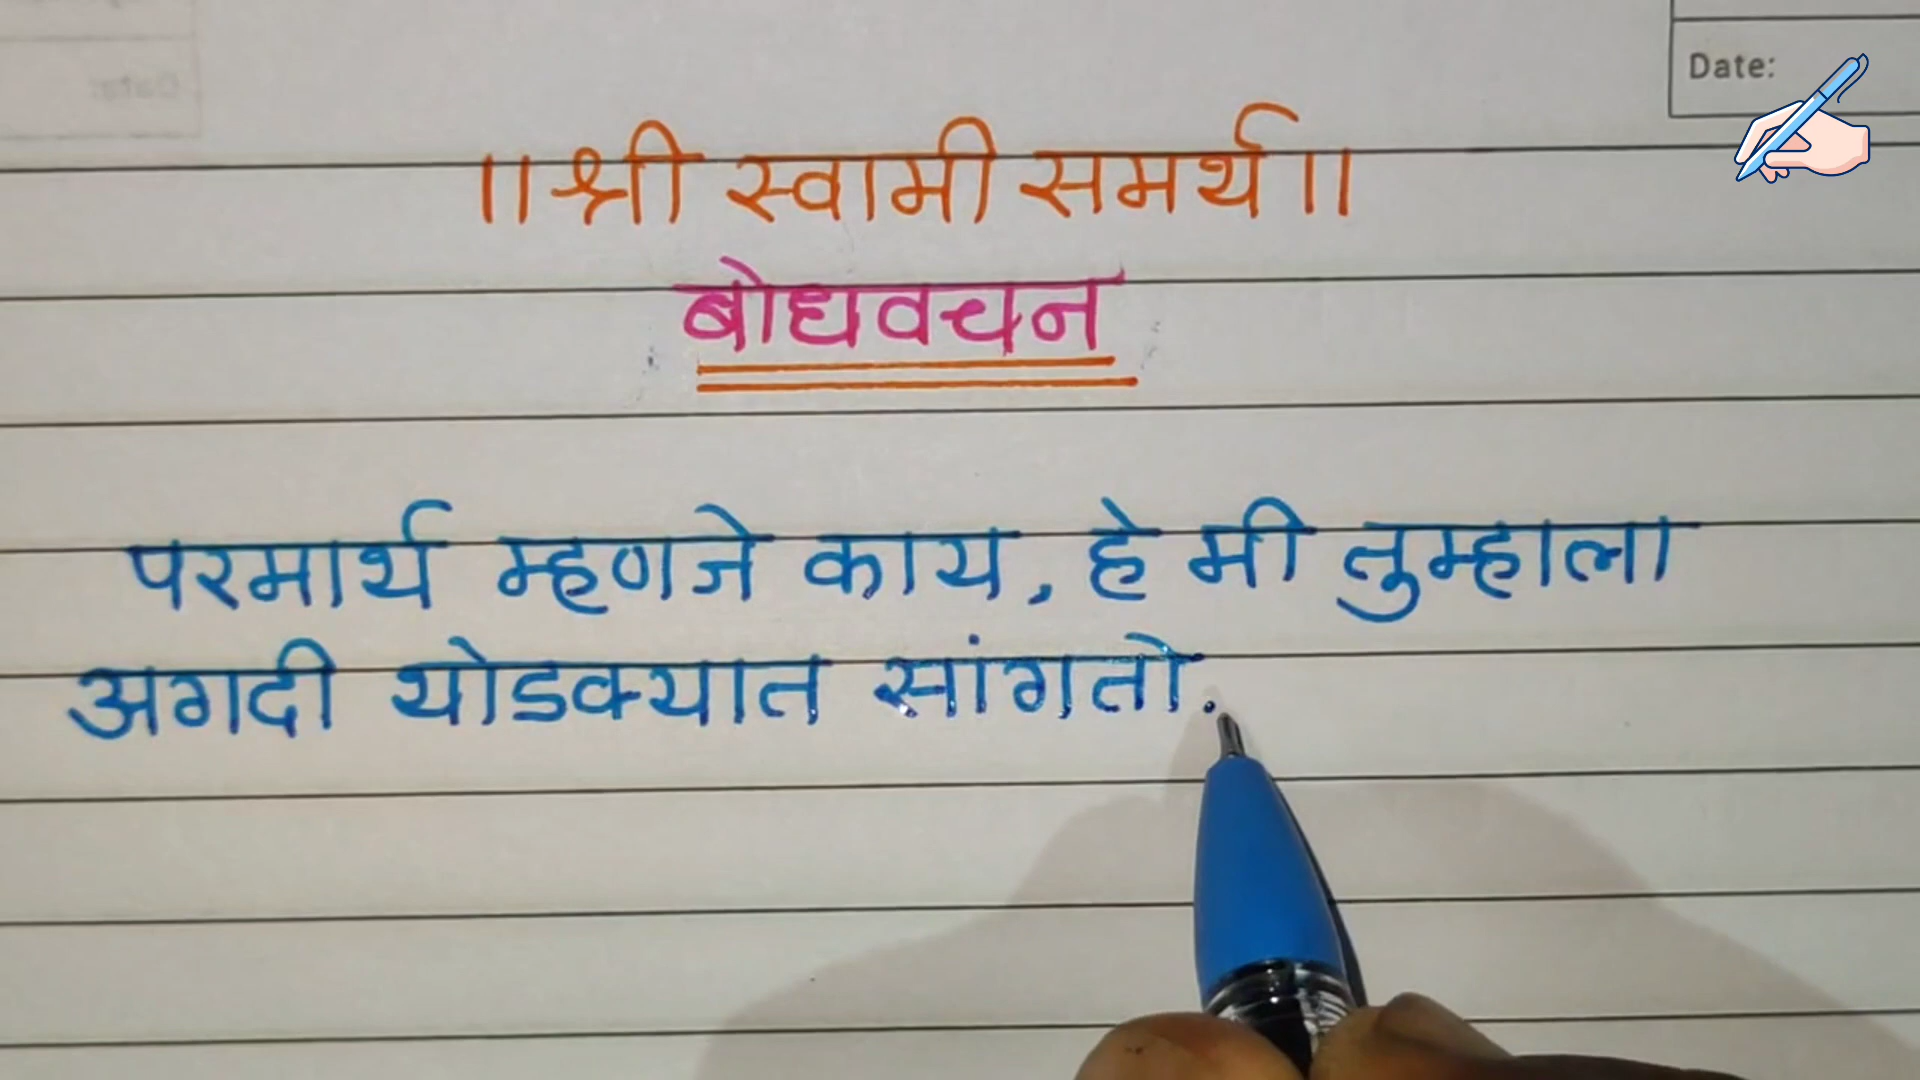 Date:
।। श्री स्वामी समर्थ ।।
बोधवचन
परमार्थ म्हणजे काय, हे मी तुम्हाला
अगदी थोडक्यात सांगतो.